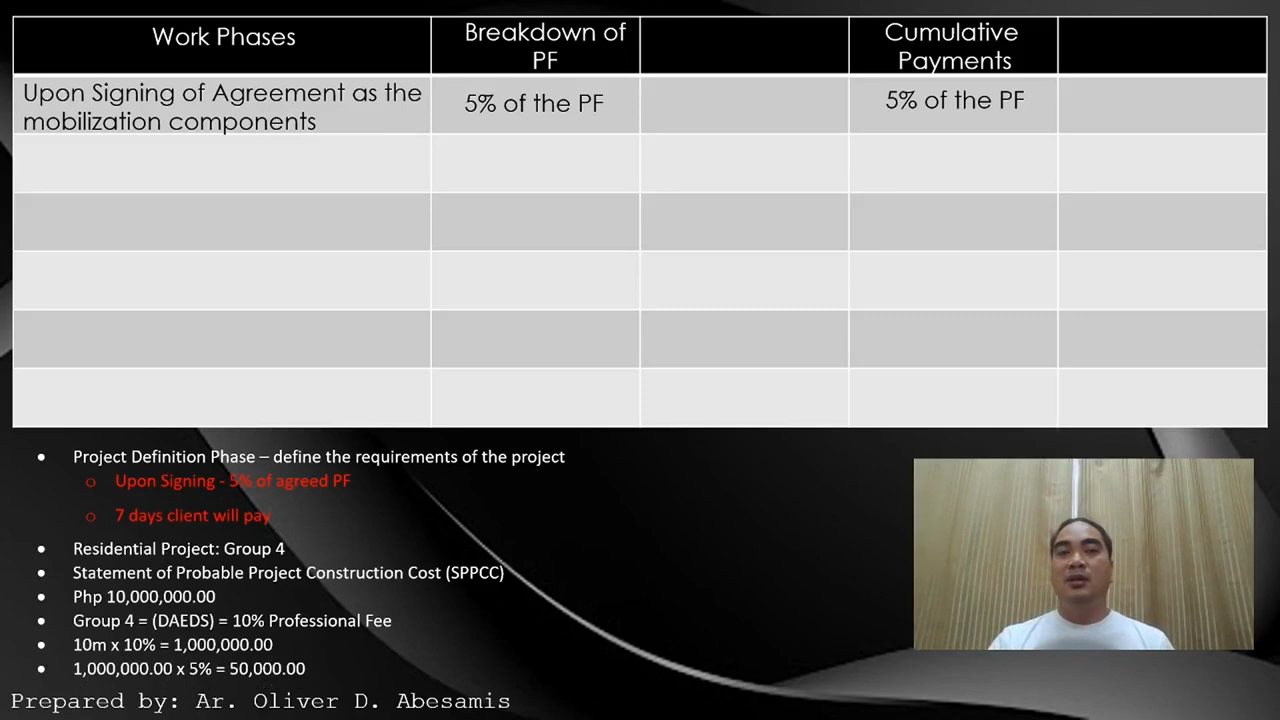 Work Phases
Breakdown of
PF
Cumulative
Payments
Upon Signing of Agreement as the
mobilization components
5% of the PF
5% of the PF
• Project Definition Phase – define the requirements of the project
o Upon Signing - 5% of agreed PF
o 7 days client will pay
• Residential Project: Group 4
• Statement of Probable Project Construction Cost (SPPCC)
• Php 10,000,000.00
• Group 4 = (DAEDS) = 10% Professional Fee
• 10m x 10% = 1,000,000.00
• 1,000,000.00 x 5% = 50,000.00
Prepared by: Ar. Oliver D. Abesamis